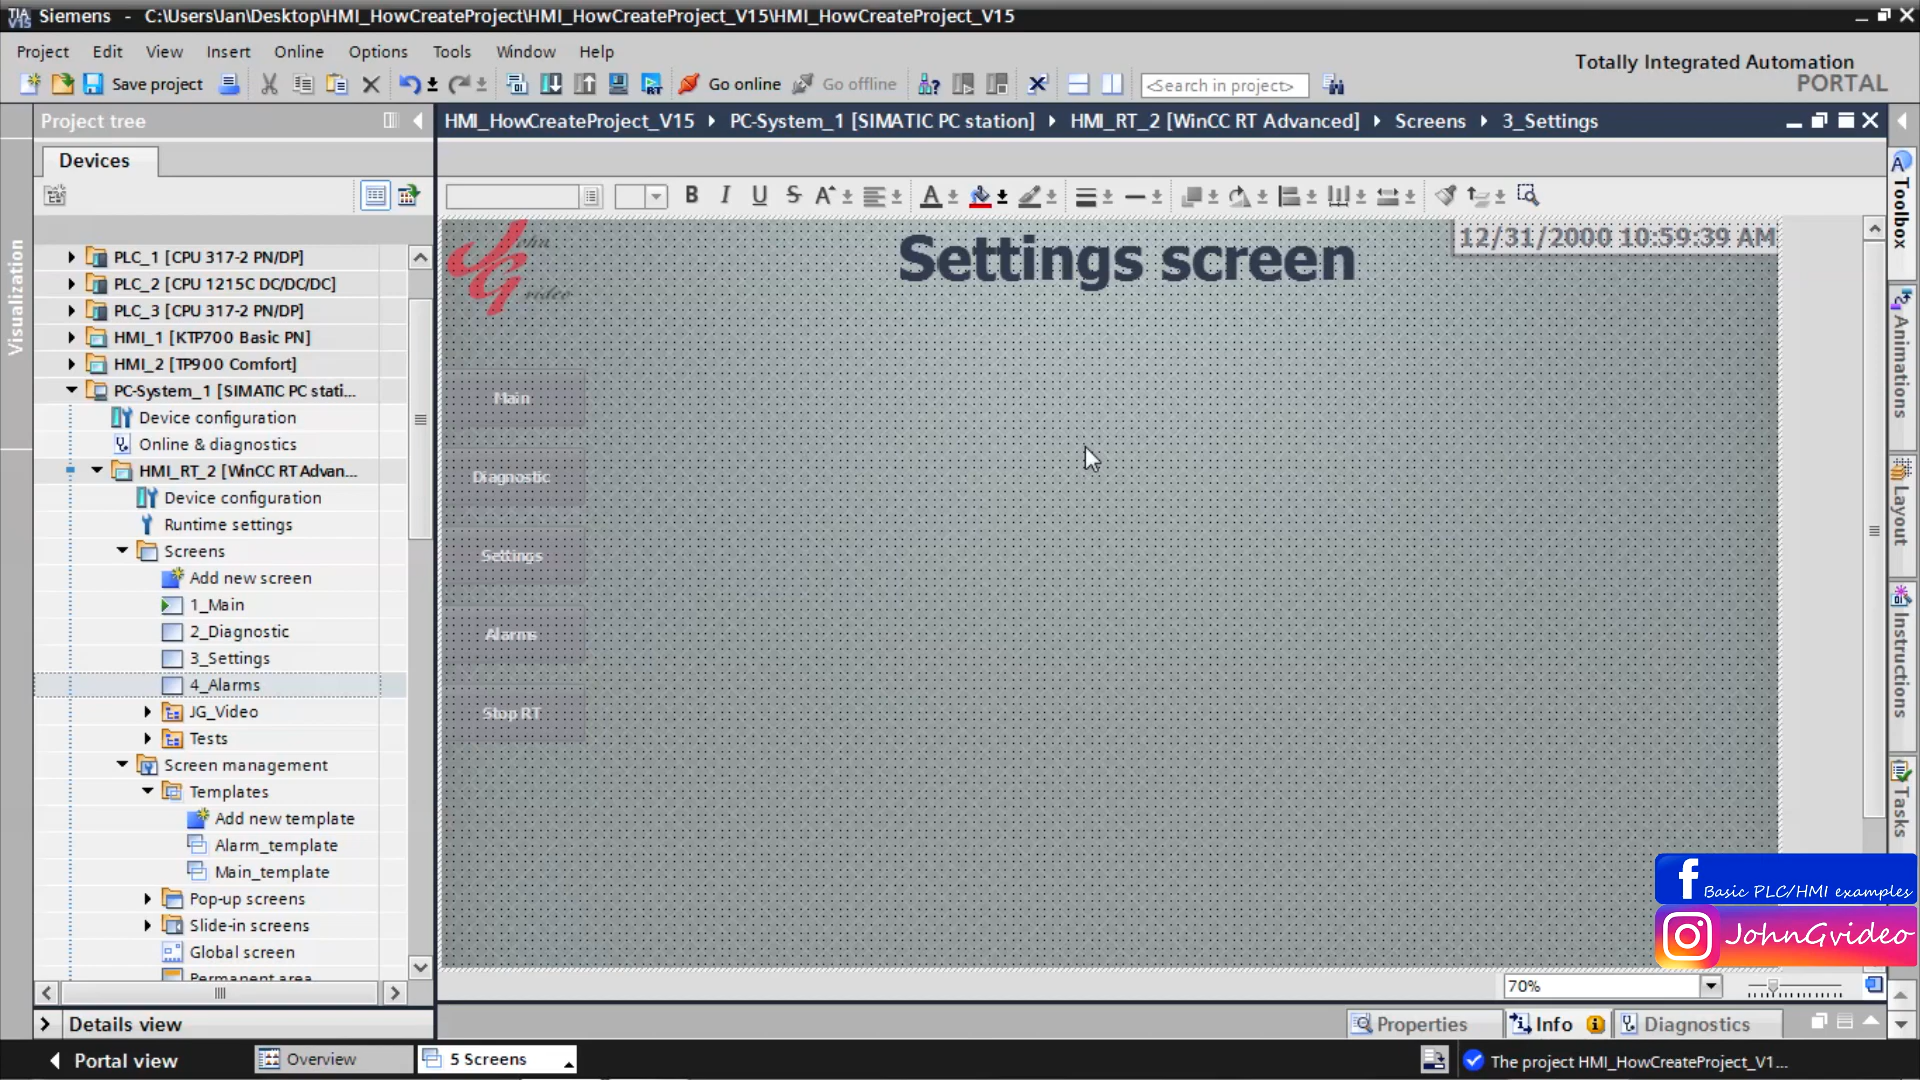 Siemens - C:\Users\Jan\Desktop\HMI_HowCreateProject\HMI_HowCreateProject_V15\HMI_HowCreateProject_V15
Project Edit View Insert Online Options Tools Window Help
Totally Integrated Automation
PORTAL
Save project
Go online
Go offline
<Search in project>
Project tree
HMI_HowCreateProject_V15 PC-System_1 [SIMATIC PC station] HMI_RT_2 [WinCC RT Advanced] Screens 3_Settings
Devices
B I U S A A
PLC_1 [CPU 317-2 PN/DP]
PLC_2 [CPU 1215C DC/DC/DC]
PLC_3 [CPU 317-2 PN/DP]
HMI_1 [KTP700 Basic PN]
HMI_2 [TP900 Comfort]
PC-System_1 [SIMATIC PC stati...
Device configuration
Online & diagnostics
HMI_RT_2 [WinCC RT Advan...
Device configuration
Runtime settings
Screens
Add new screen
1_Main
2_Diagnostic
3_Settings
4_Alarms
JG_Video
Tests
Screen management
Templates
Add new template
Alarm_template
Main_template
Pop-up screens
Slide-in screens
Global screen
Permanent area
Details view
Visualization
John
G
video
Settings screen
12/31/2000 10:59:39 AM
Main
Diagnostic
Settings
Alarms
Stop RT
Toolbox
Animations
Layout
Instructions
Tasks
Basic PLC/HMI examples
JohnGvideo
70%
Properties
Info
Diagnostics
Portal view
Overview
5 Screens
The project HMI_HowCreateProject_V1...